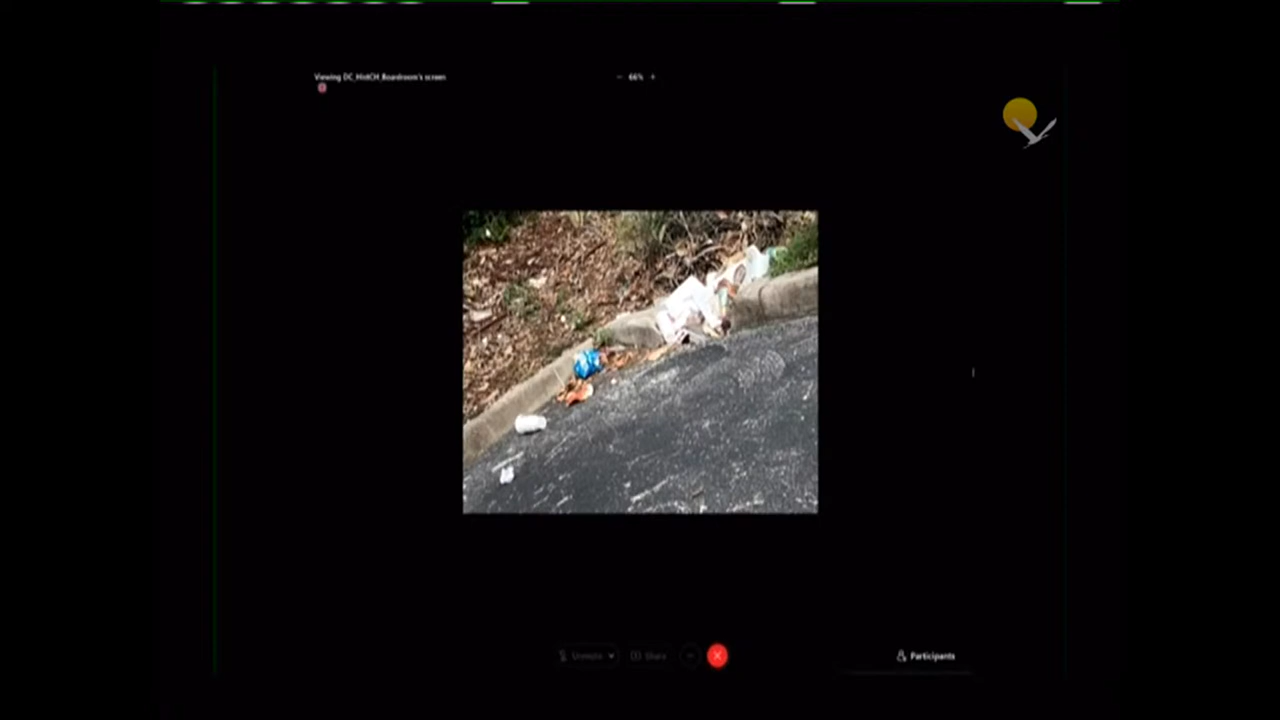 Viewing DC_HistCH_Boardroom's screen
66%
Unmute
Share
Participants